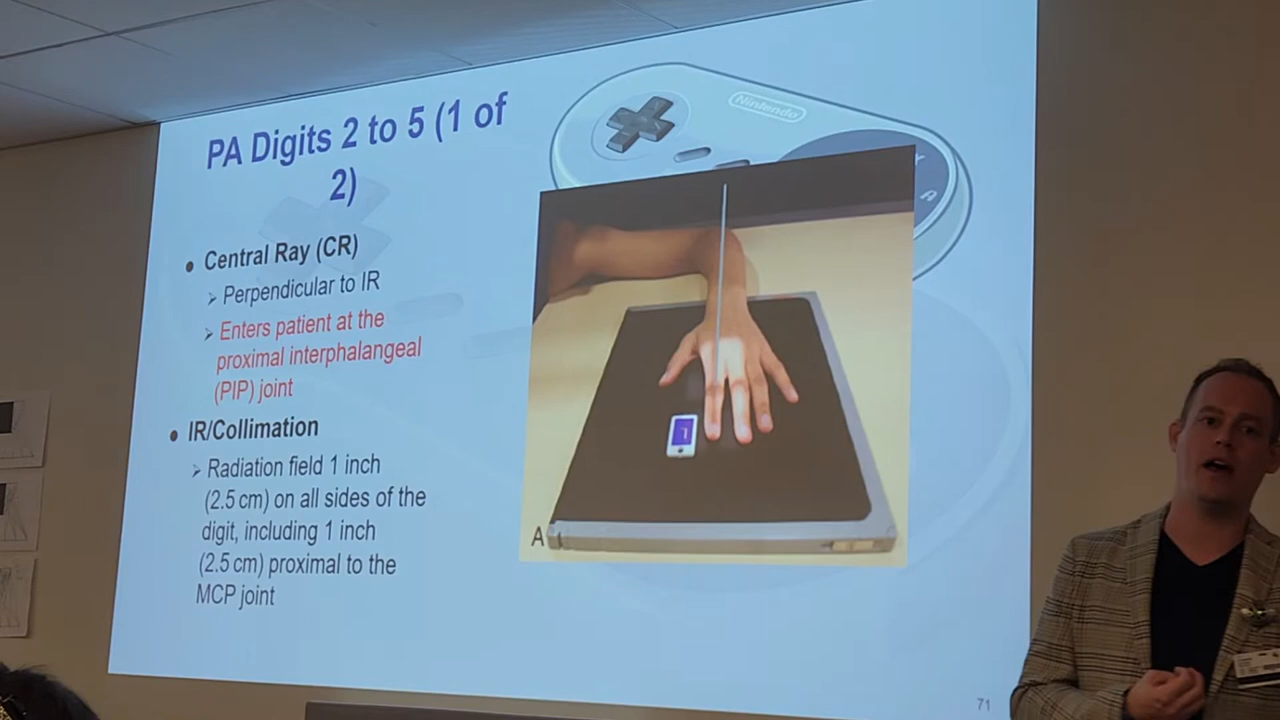 PA Digits 2 to 5 (1 of
2)
Nintendo
A
• Central Ray (CR)
➢ Perpendicular to IR
➢ Enters patient at the
proximal interphalangeal
(PIP) joint
• IR/Collimation
➢ Radiation field 1 inch
(2.5 cm) on all sides of the
digit, including 1 inch
(2.5 cm) proximal to the
MCP joint
A
71